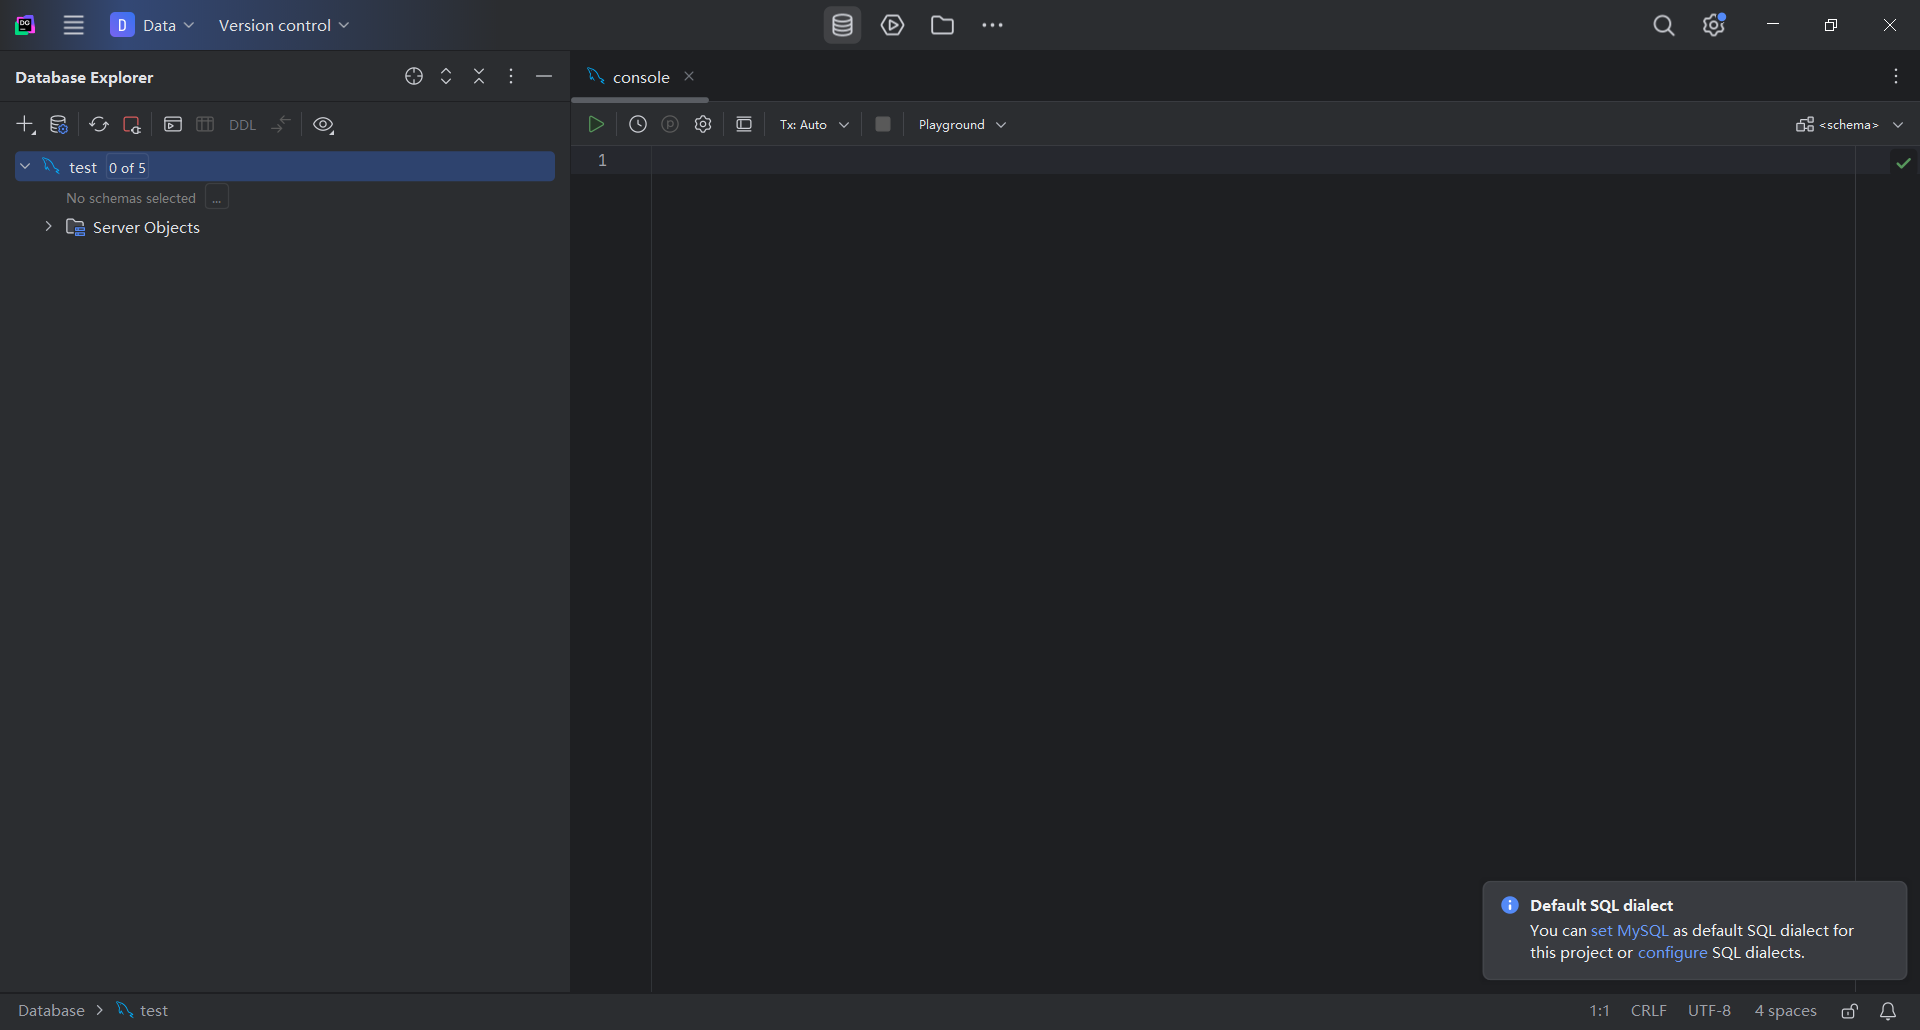 D Data Version control
Database Explorer
console
DDL
Tx: Auto
Playground
<schema>
test 0 of 5
No schemas selected ...
Server Objects
1
Default SQL dialect
You can set MySQL as default SQL dialect for
this project or configure SQL dialects.
Database test
1:1 CRLF UTF-8 4 spaces